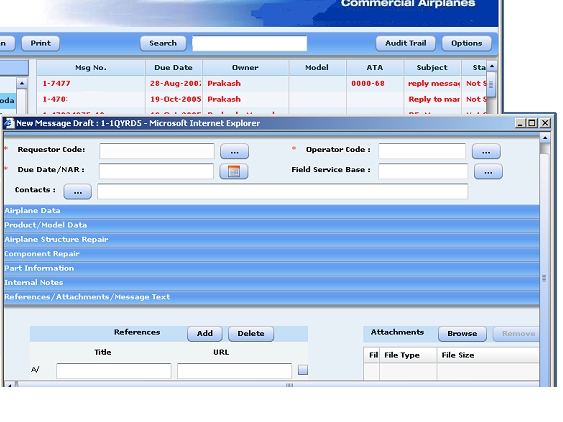 Commercial Airplanes
Print Search Audit Trail Options
Msg No. Due Date Owner Model ATA Subject Sta
1-7477 28-Aug-200 Prakash 0000-68 reply messa Not S
1-470 19-Oct-2005 Prakash Reply to mar Not S
New Message Draft : 1-1QYRD5 - Microsoft Internet Explorer
* Requestor Code: ... * Operator Code : ...
* Due Date/NAR : Field Service Base : ...
Contacts : ...
Airplane Data
Product/Model Data
Airplane Structure Repair
Component Repair
Part Information
Internal Notes
References/Attachments/Message Text
References Add Delete Attachments Browse Remove
Title URL Fil File Type File Size
A/